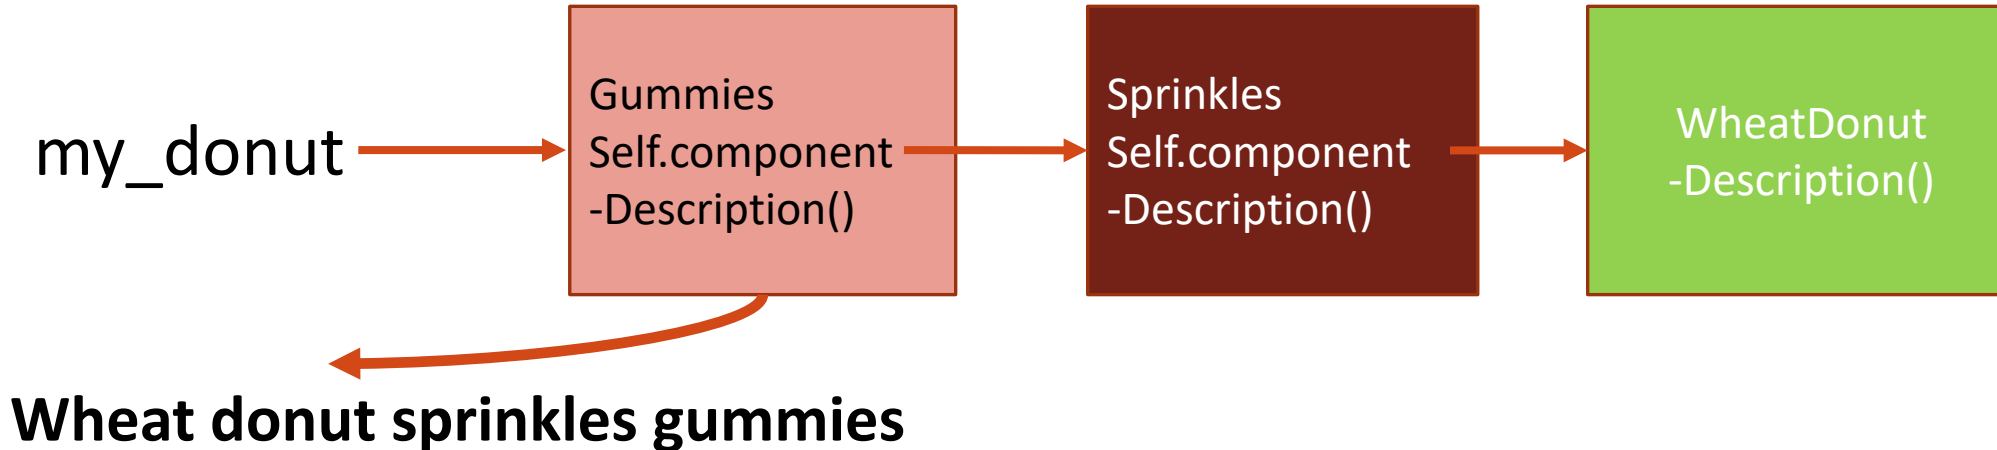 my_donut
Gummies
Self.component
-Description()
Sprinkles
Self.component
-Description()
WheatDonut
-Description()
Wheat donut sprinkles gummies